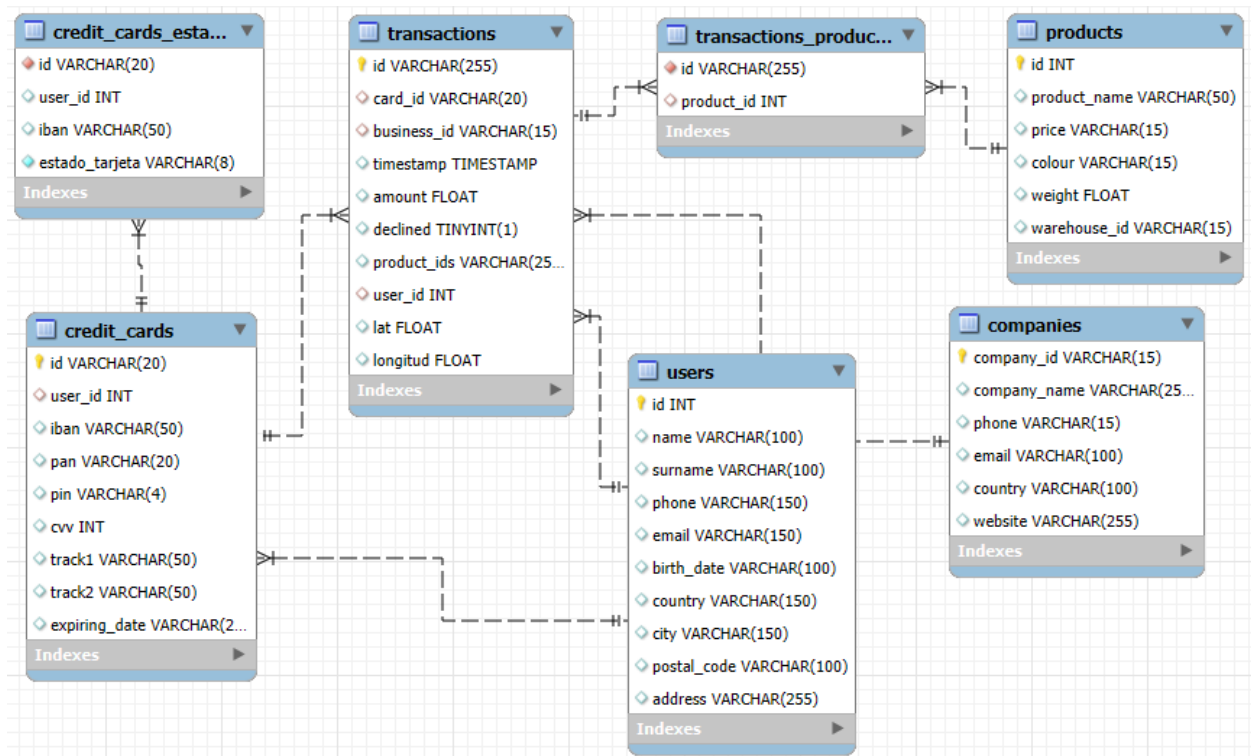 credit_cards_esta...
id VARCHAR(20)
user_id INT
iban VARCHAR(50)
estado_tarjeta VARCHAR(8)
Indexes
transactions
id VARCHAR(255)
card_id VARCHAR(20)
business_id VARCHAR(15)
timestamp TIMESTAMP
amount FLOAT
declined TINYINT(1)
product_ids VARCHAR(25...
user_id INT
lat FLOAT
longitud FLOAT
Indexes
transactions_produc...
id VARCHAR(255)
product_id INT
Indexes
products
id INT
product_name VARCHAR(50)
price VARCHAR(15)
colour VARCHAR(15)
weight FLOAT
warehouse_id VARCHAR(15)
Indexes
credit_cards
id VARCHAR(20)
user_id INT
iban VARCHAR(50)
pan VARCHAR(20)
pin VARCHAR(4)
cvv INT
track1 VARCHAR(50)
track2 VARCHAR(50)
expiring_date VARCHAR(2...
Indexes
users
id INT
name VARCHAR(100)
surname VARCHAR(100)
phone VARCHAR(150)
email VARCHAR(150)
birth_date VARCHAR(100)
country VARCHAR(150)
city VARCHAR(150)
postal_code VARCHAR(100)
address VARCHAR(255)
Indexes
companies
company_id VARCHAR(15)
company_name VARCHAR(25...
phone VARCHAR(15)
email VARCHAR(100)
country VARCHAR(100)
website VARCHAR(255)
Indexes